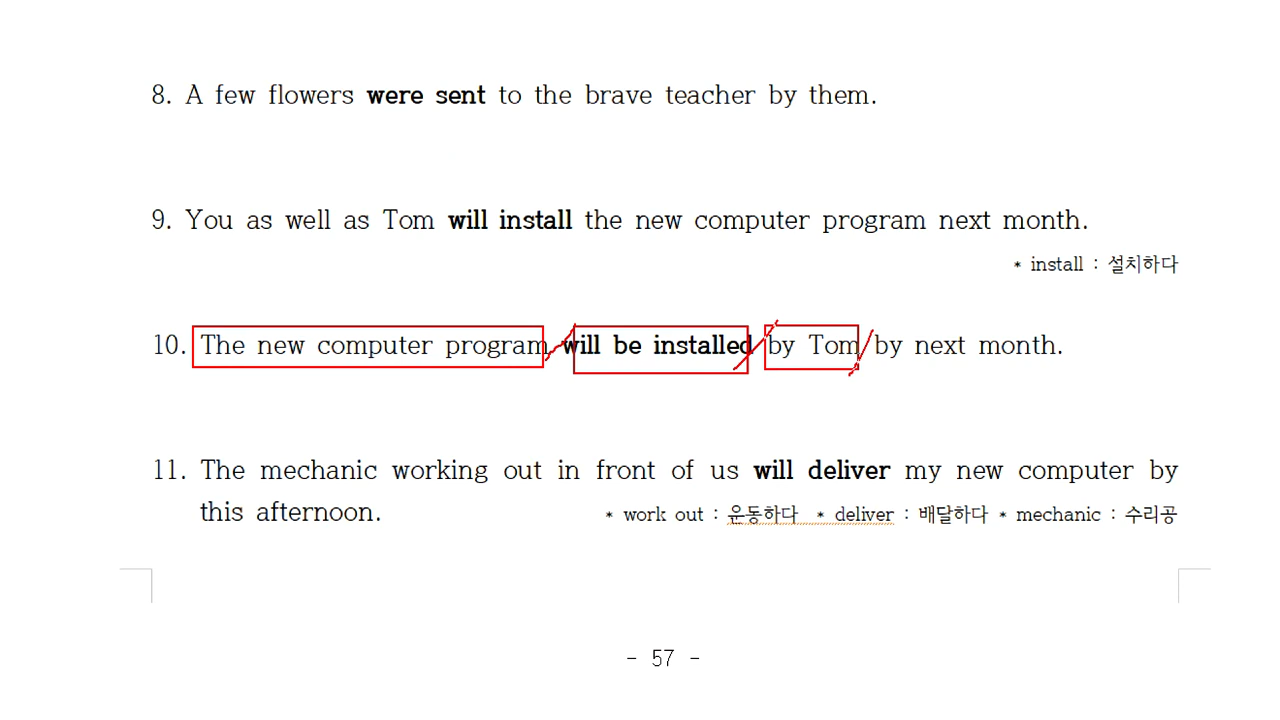 8. A few flowers were sent to the brave teacher by them.
9. You as well as Tom will install the new computer program next month.
* install : 설치하다
10. The new computer program will be installed by Tom by next month.
11. The mechanic working out in front of us will deliver my new computer by
this afternoon. * work out : 운동하다 * deliver : 배달하다 * mechanic : 수리공
- 57 -